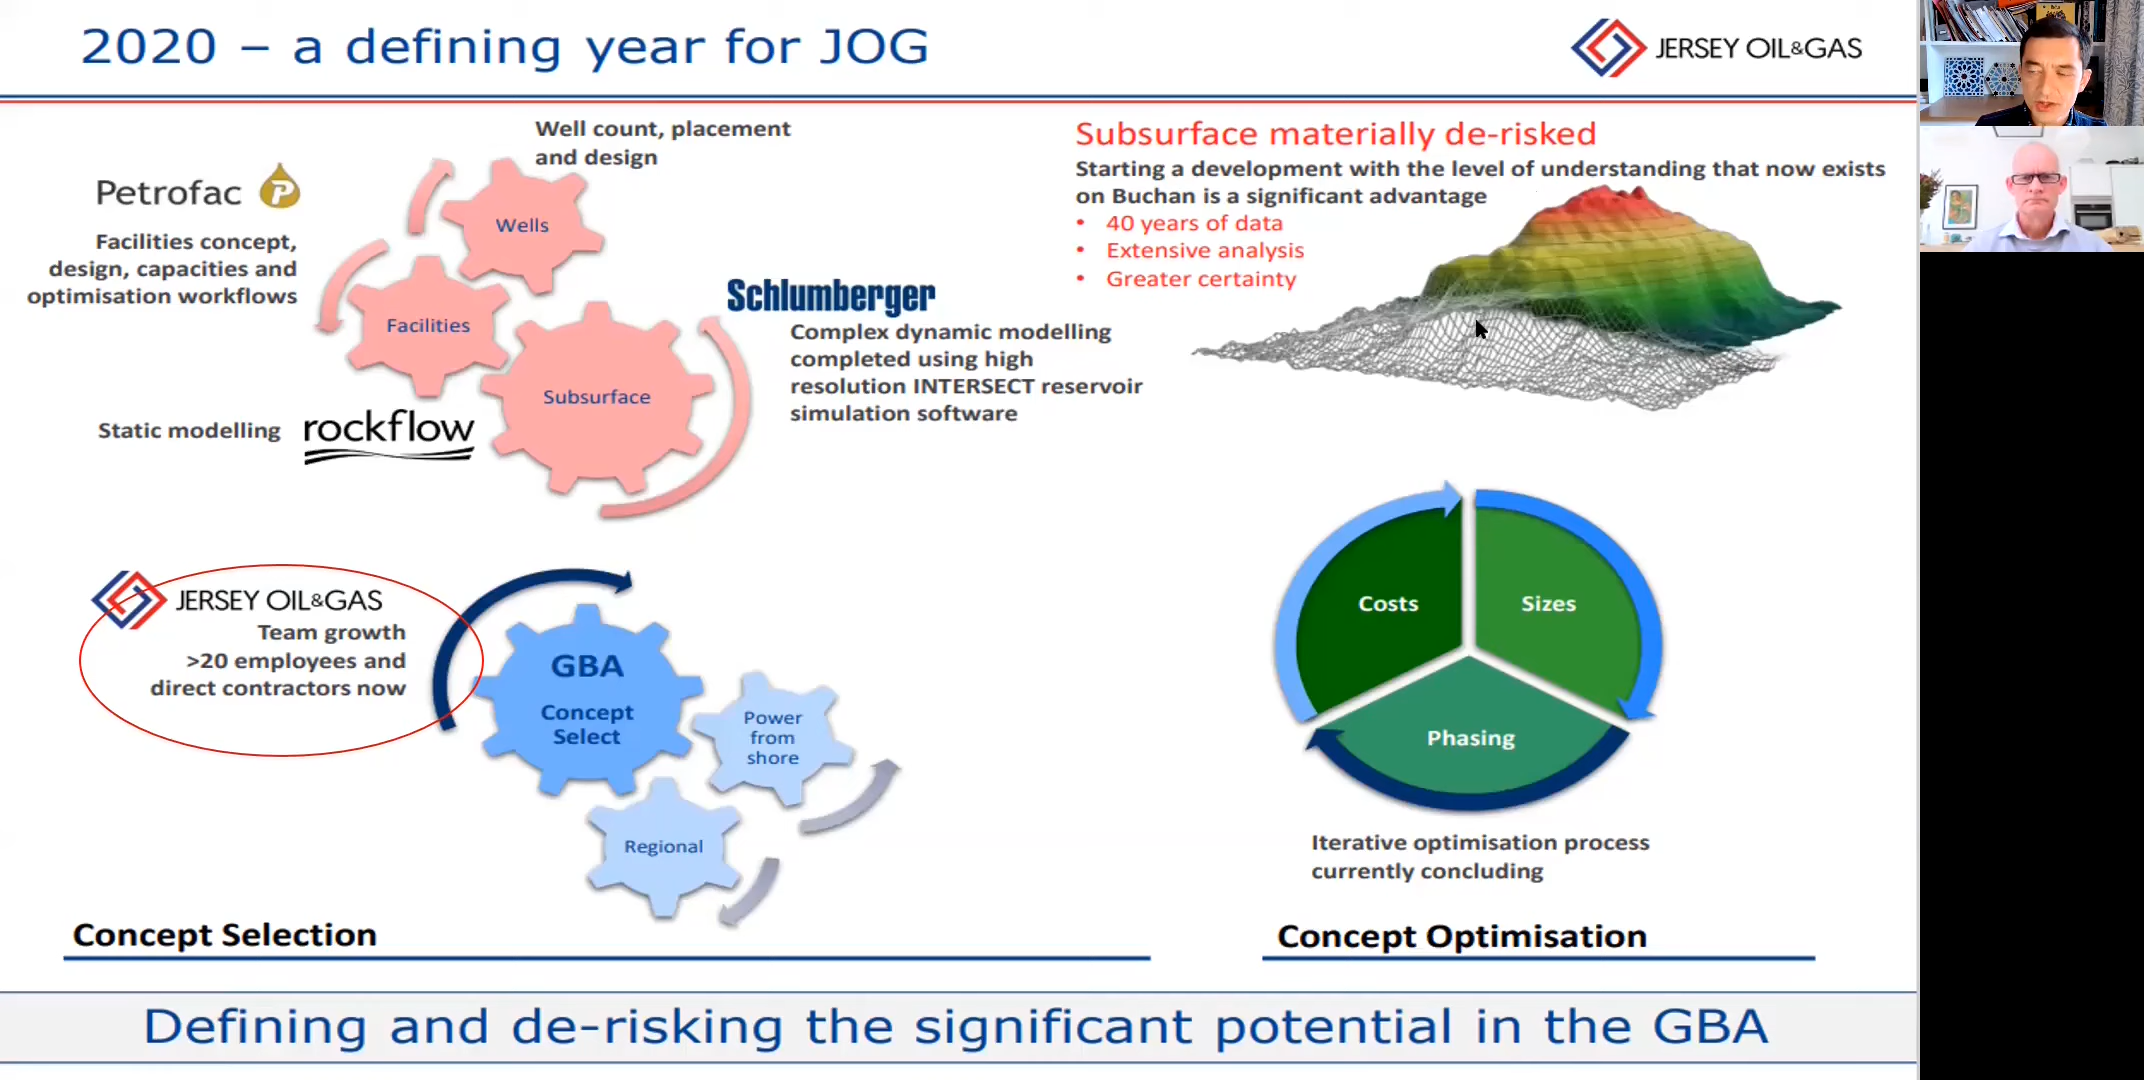 2020 – a defining year for JOG
JERSEY OIL&GAS
Well count, placement
and design
Petrofac
Facilities concept,
design, capacities and
optimisation workflows
Wells
Facilities
Subsurface
Schlumberger
Complex dynamic modelling
completed using high
resolution INTERSECT reservoir
simulation software
Static modelling
rockflow
Subsurface materially de-risked
Starting a development with the level of understanding that now exists
on Buchan is a significant advantage
• 40 years of data
• Extensive analysis
• Greater certainty
JERSEY OIL&GAS
Team growth
>20 employees and
direct contractors now
GBA
Concept
Select
Power
from
shore
Regional
Costs
Sizes
Phasing
Iterative optimisation process
currently concluding
Concept Selection
Concept Optimisation
Defining and de-risking the significant potential in the GBA